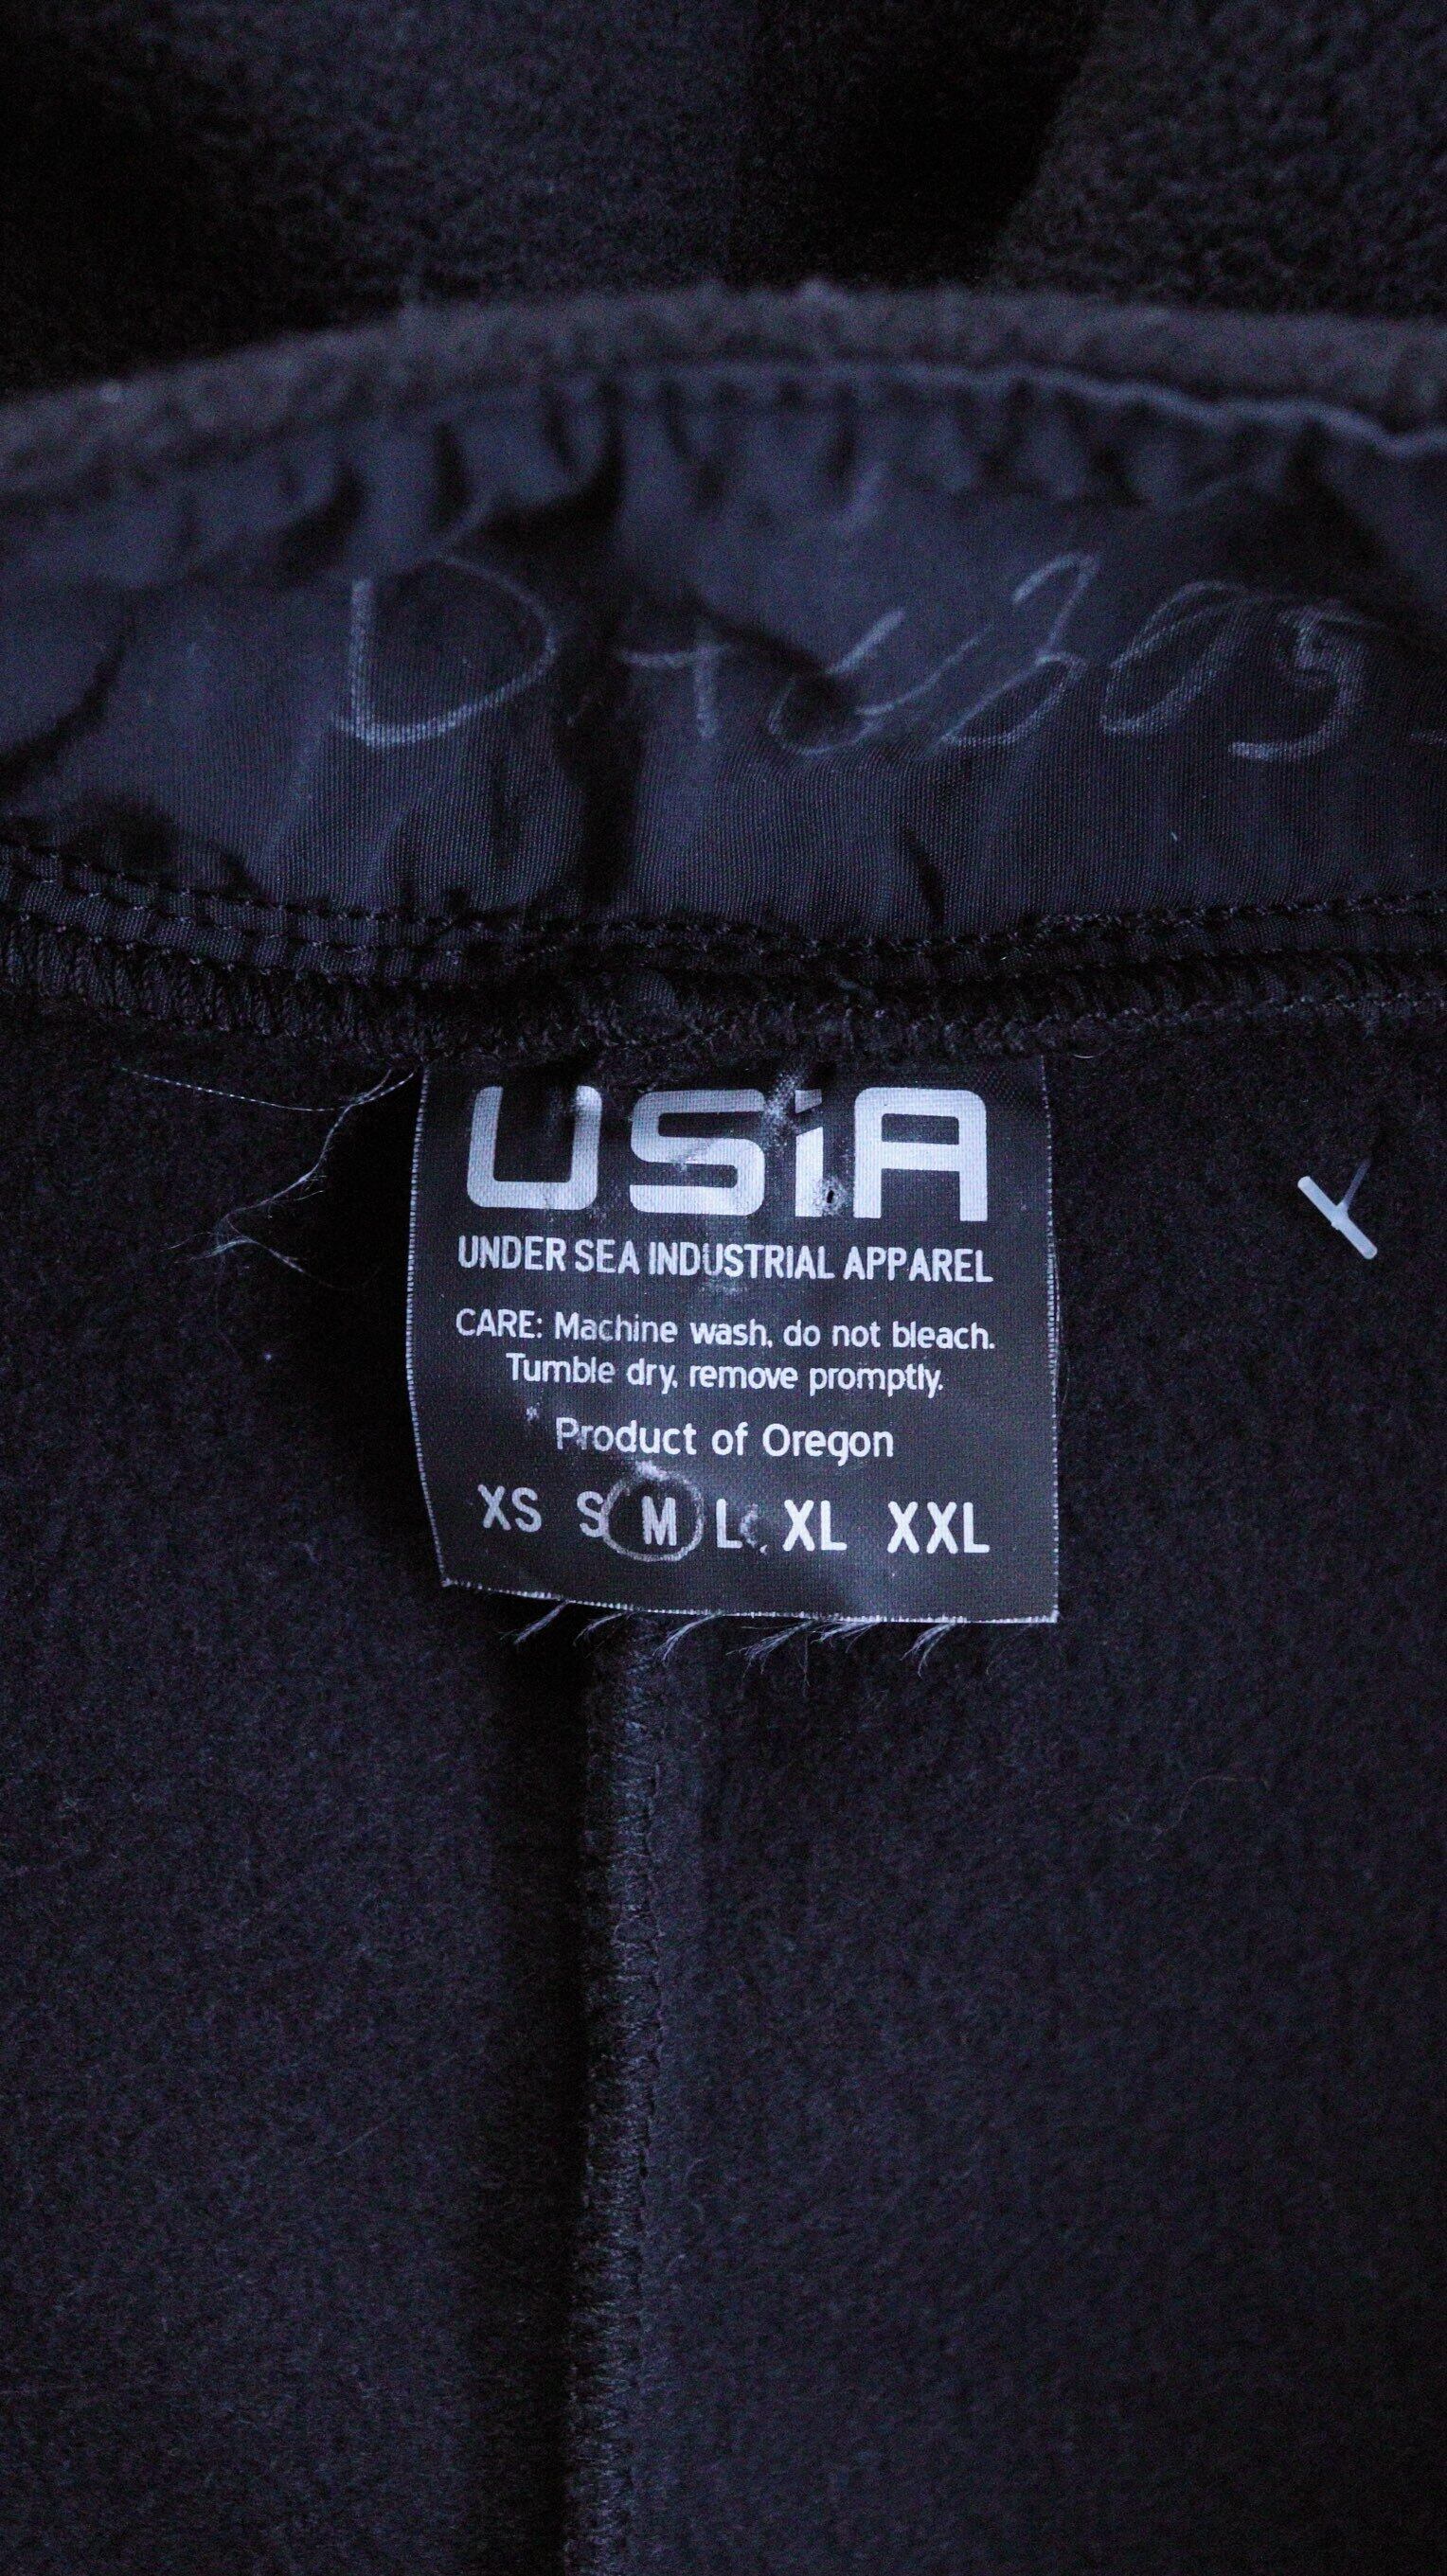 USiA
UNDER SEA INDUSTRIAL APPAREL
CARE: Machine wash, do not bleach.
Tumble dry, remove promptly.
Product of Oregon
XS S M L XL XXL